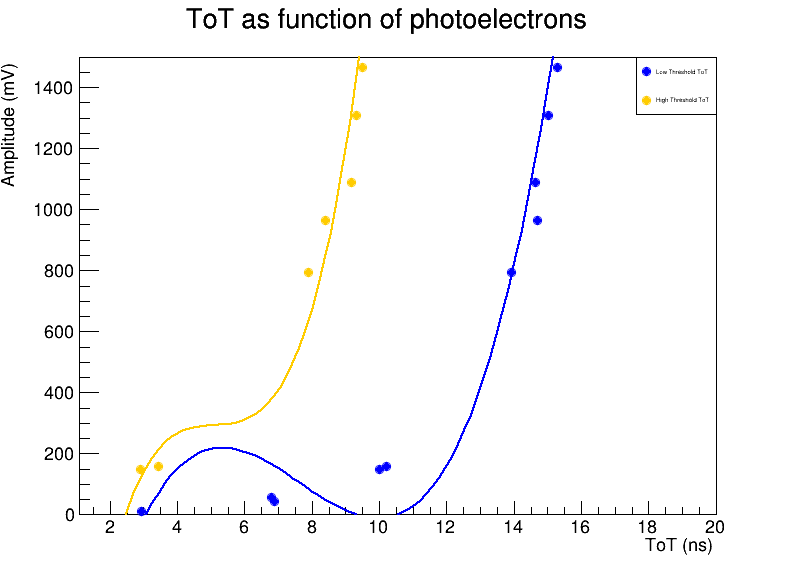 ToT as function of photoelectrons
Amplitude (mV)
1400
1200
1000
800
600
400
200
0
2 4 6 8 10 12 14 16 18 20
ToT (ns)
Low Threshold ToT
High Threshold ToT